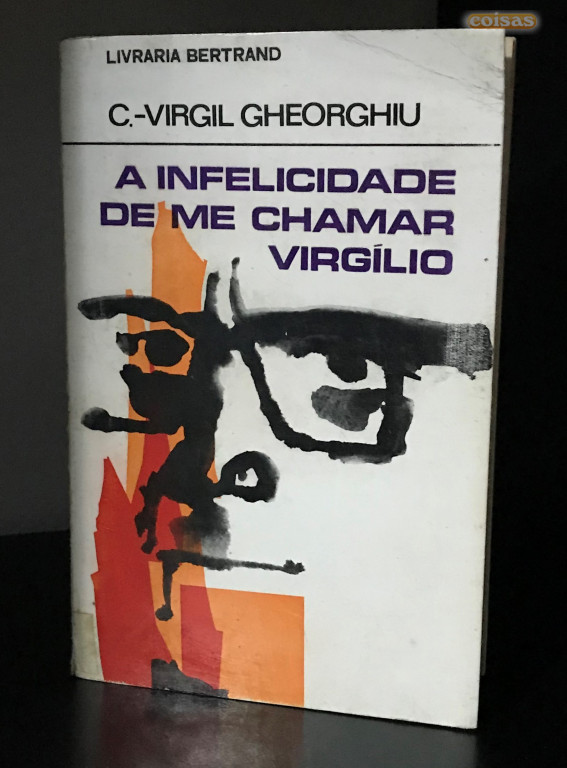 coisas
LIVRARIA BERTRAND
C.-VIRGIL GHEORGHIU
A INFELICIDADE
DE ME CHAMAR
VIRGÍLIO